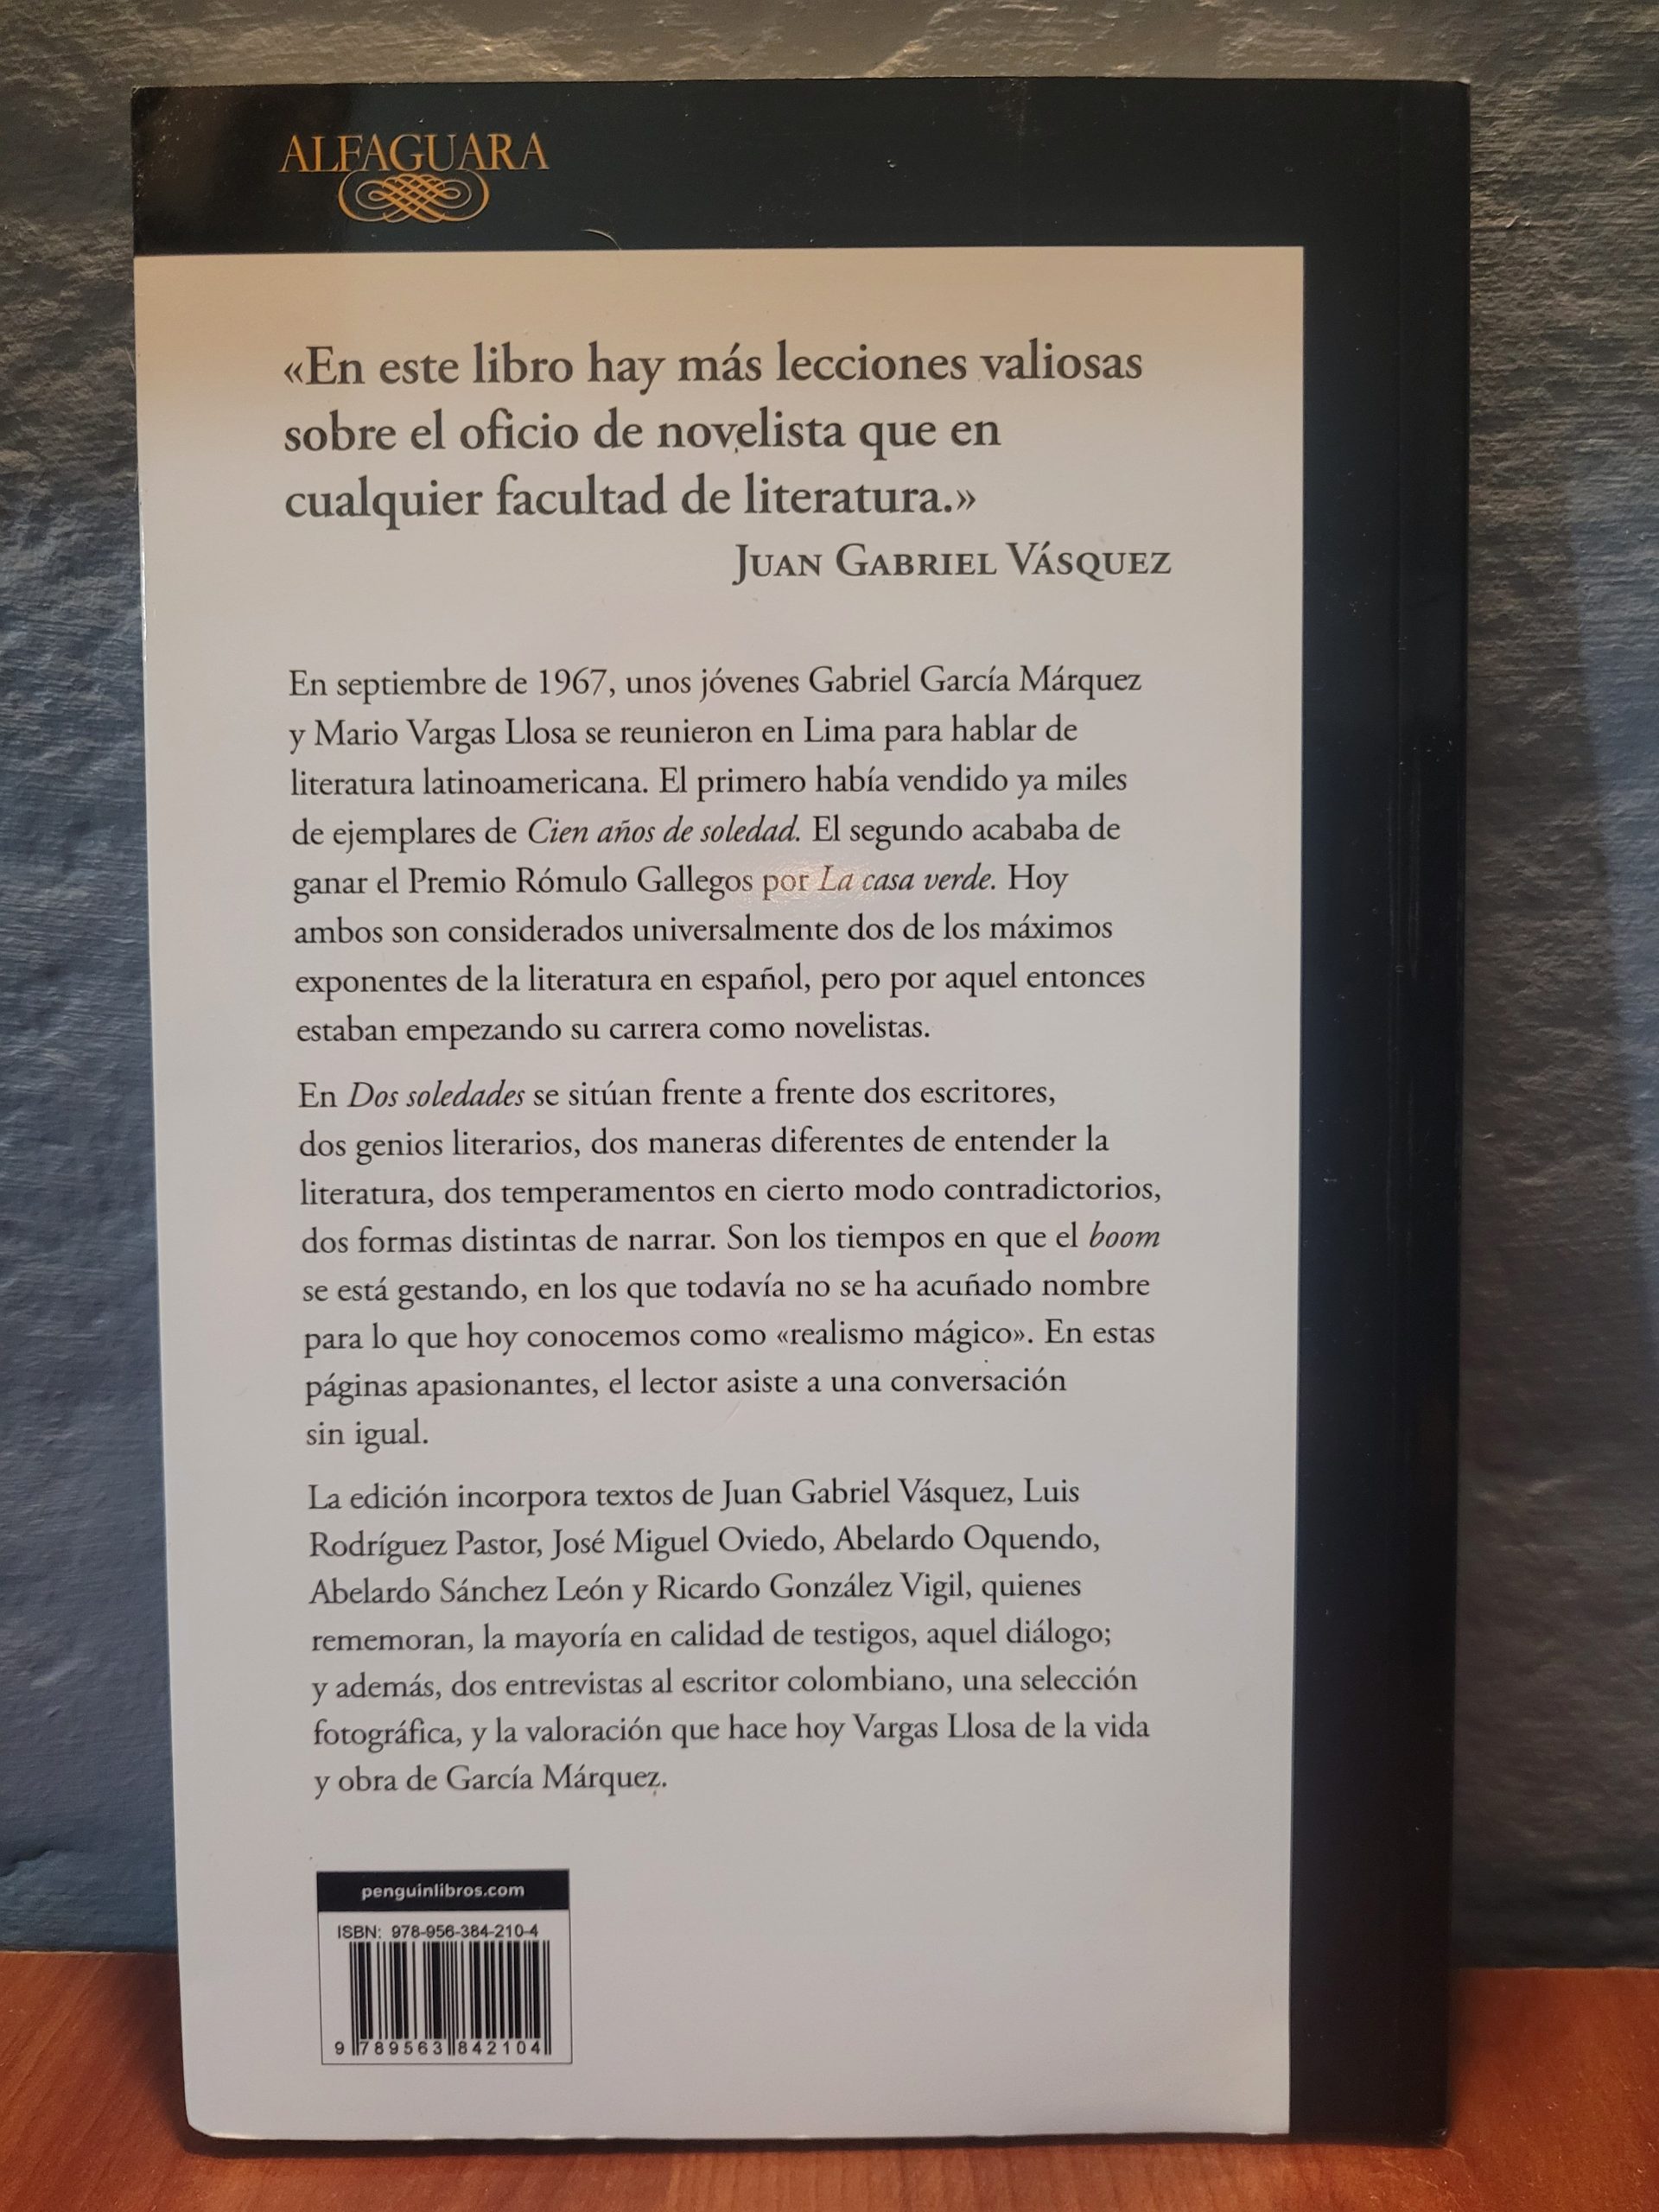 ALFAGUARA
«En este libro hay más lecciones valiosas
sobre el oficio de novelista que en
cualquier facultad de literatura.»
JUAN GABRIEL VÁSQUEZ
En septiembre de 1967, unos jóvenes Gabriel García Márquez
y Mario Vargas Llosa se reunieron en Lima para hablar de
literatura latinoamericana. El primero había vendido ya miles
de ejemplares de Cien años de soledad. El segundo acababa de
ganar el Premio Rómulo Gallegos por La casa verde. Hoy
ambos son considerados universalmente dos de los máximos
exponentes de la literatura en español, pero por aquel entonces
estaban empezando su carrera como novelistas.
En Dos soledades se sitúan frente a frente dos escritores,
dos genios literarios, dos maneras diferentes de entender la
literatura, dos temperamentos en cierto modo contradictorios,
dos formas distintas de narrar. Son los tiempos en que el boom
se está gestando, en los que todavía no se ha acuñado nombre
para lo que hoy conocemos como «realismo mágico». En estas
páginas apasionantes, el lector asiste a una conversación
sin igual.
La edición incorpora textos de Juan Gabriel Vásquez, Luis
Rodríguez Pastor, José Miguel Oviedo, Abelardo Oquendo,
Abelardo Sánchez León y Ricardo González Vigil, quienes
rememoran, la mayoría en calidad de testigos, aquel diálogo;
y además, dos entrevistas al escritor colombiano, una selección
fotográfica, y la valoración que hace hoy Vargas Llosa de la vida
y obra de García Márquez.
penguinlibros.com
ISBN: 978-956-384-210-4
9 789563 842104